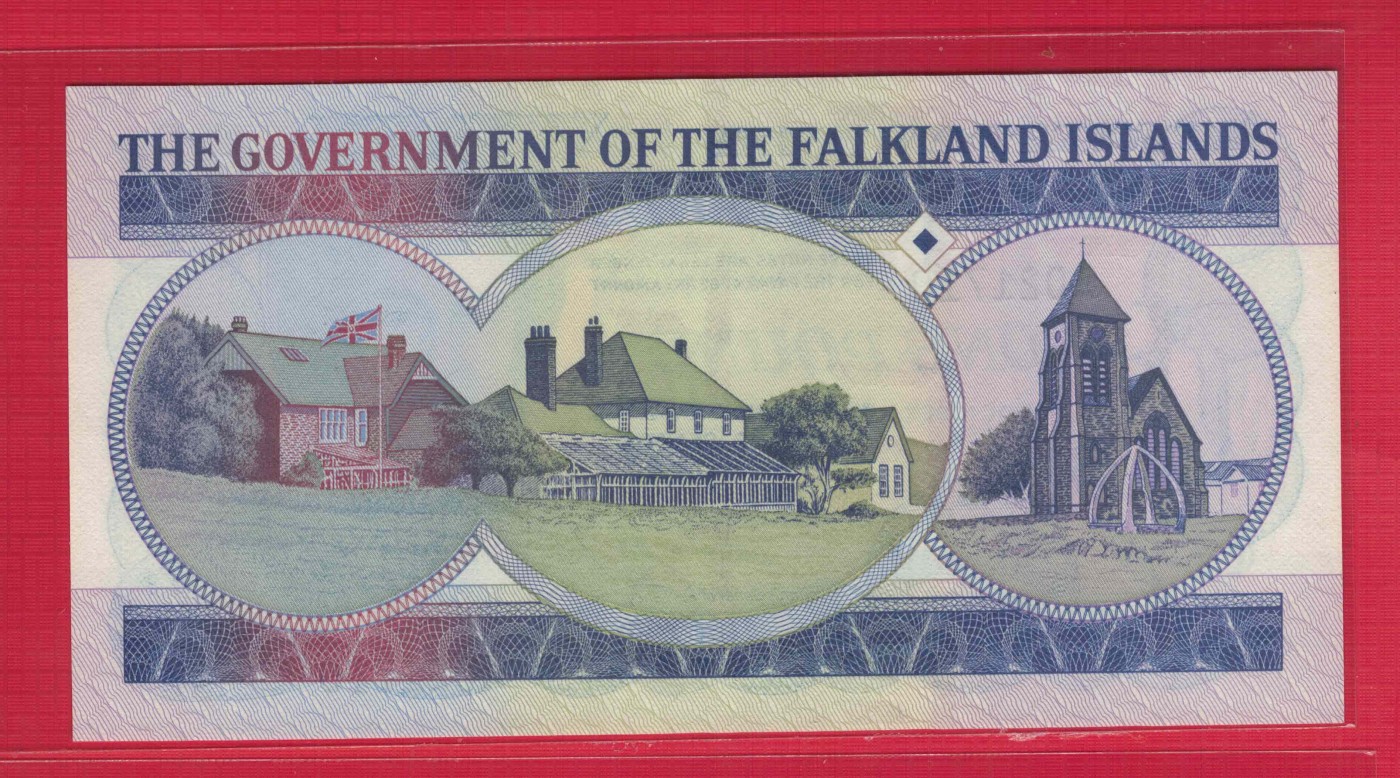 THE GOVERNMENT OF THE FALKLAND ISLANDS